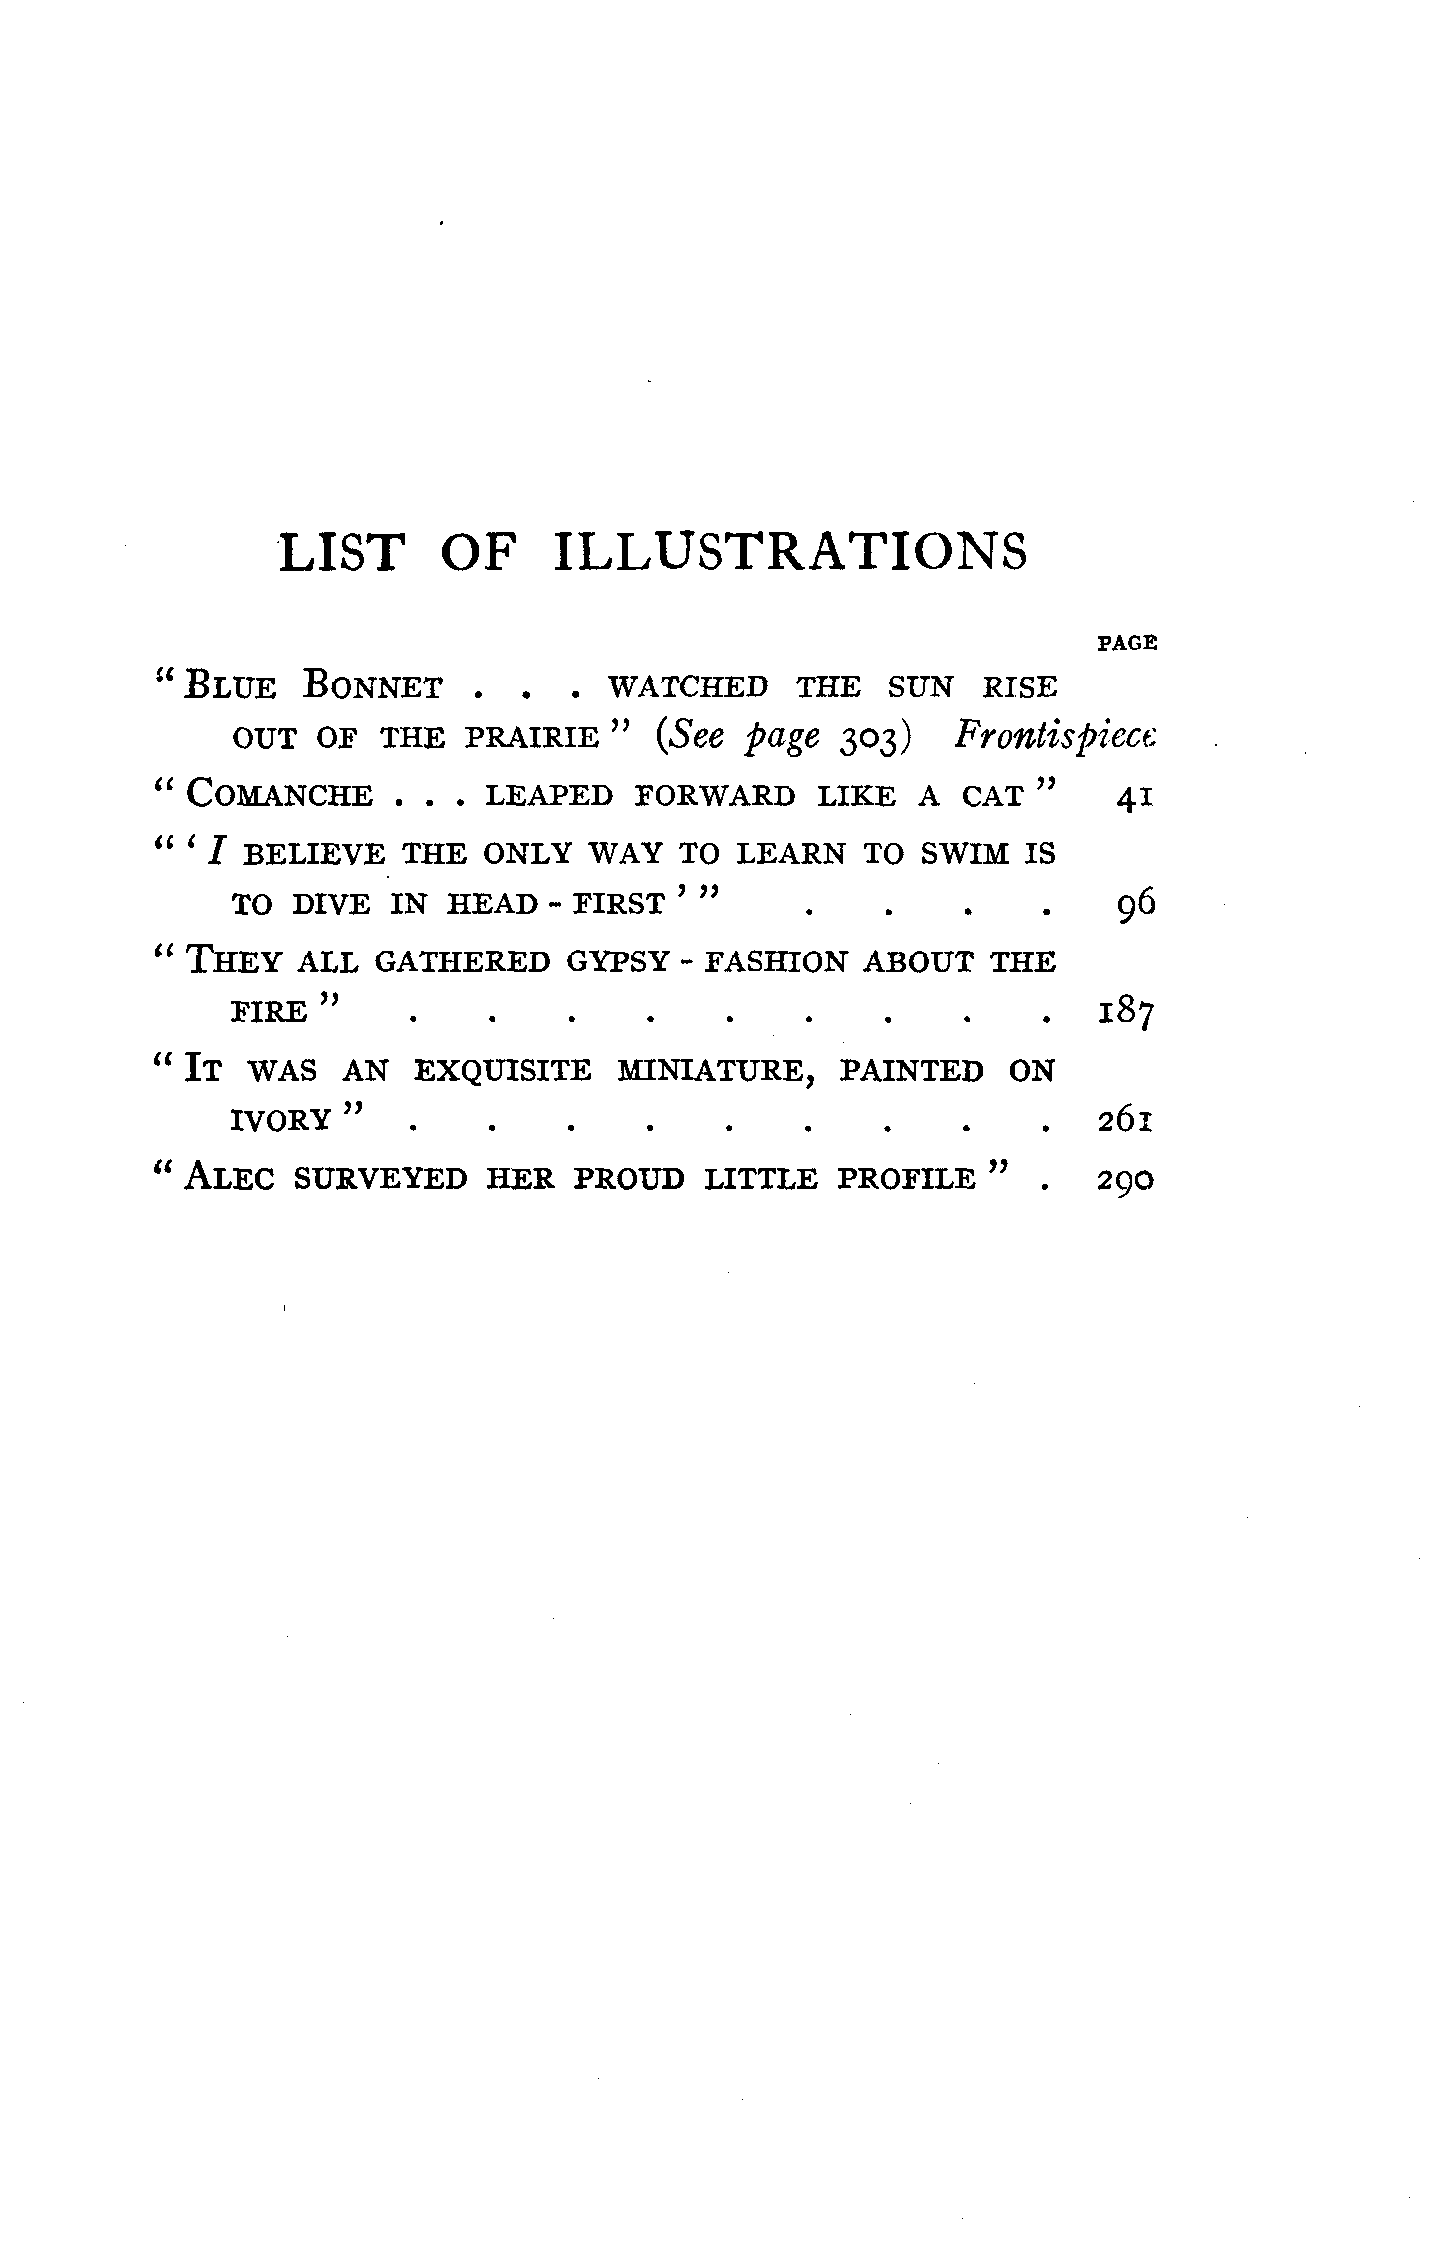 LIST OF ILLUSTRATIONS
PAGE
"BLUE BONNET . . . WATCHED THE SUN RISE
OUT OF THE PRAIRIE" (See page 303) Frontispiece
"COMANCHE . . . LEAPED FORWARD LIKE A CAT" 41
"'I BELIEVE THE ONLY WAY TO LEARN TO SWIM IS
TO DIVE IN HEAD-FIRST'" . . . . 96
"THEY ALL GATHERED GYPSY-FASHION ABOUT THE
FIRE" . . . . . . . . . 187
"IT WAS AN EXQUISITE MINIATURE, PAINTED ON
IVORY" . . . . . . . . . 261
"ALEC SURVEYED HER PROUD LITTLE PROFILE" . 290